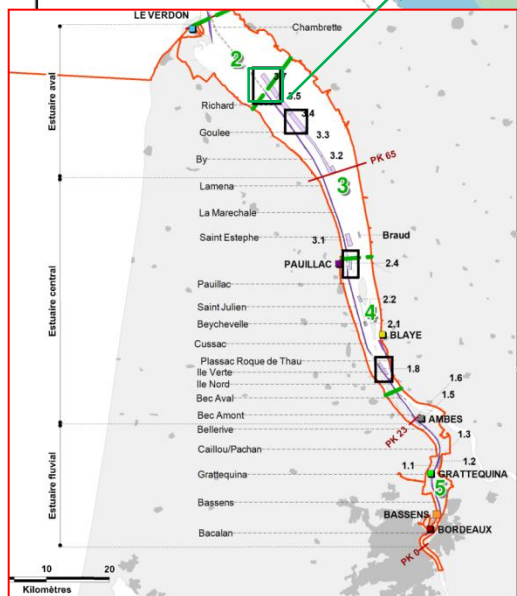 LE VERDON
Chambrette
2
3.7
3.5
3.4
3.3
3.2
Richard
Goulee
By
PK 65
Lamena
3
La Marechale
Saint Estephe
3.1
Braud
PAUILLAC
2.4
Pauillac
2.2
Saint Julien
4
Beychevelle
2,1
BLAYE
Cussac
Plassac Roque de Thau
1.8
Ile Verte
1.6
Ile Nord
1.5
Bec Aval
Bec Amont
AMBES
Bellerive
PK 23
1.3
Caillou/Pachan
1.2
1.1
Grattequina
GRATTEQUINA
5
Bassens
BASSENS
Bacalan
BORDEAUX
PK 0
Estuaire aval
Estuaire central
Estuaire fluvial
10 20
Kilomètres